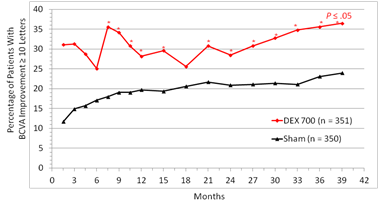 40
35
30
25
20
15
10
5
0
Percentage of Patients With
BCVA Improvement ≥ 10 Letters
P ≤ .05
* * * * * * * * * * * *
DEX 700 (n = 351)
Sham (n = 350)
0 3 6 9 12 15 18 21 24 27 30 33 36 39 42
Months